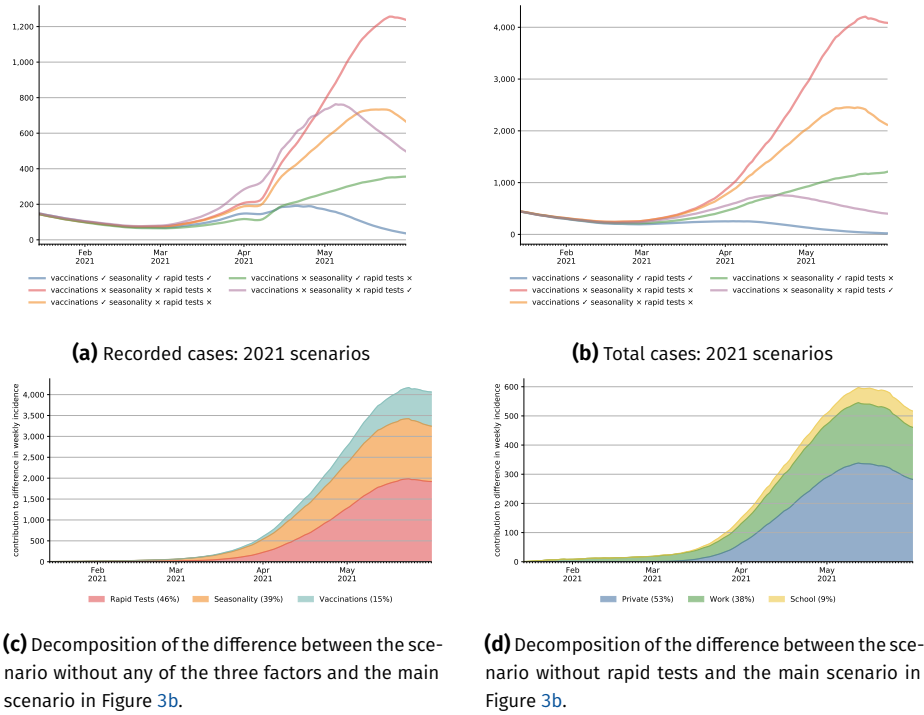 1,200
1,000
800
600
400
200
0
Feb
2021
Mar
2021
Apr
2021
May
2021
vaccinations ✓ seasonality ✓ rapid tests ✓
vaccinations × seasonality × rapid tests ×
vaccinations ✓ seasonality × rapid tests ×
vaccinations × seasonality ✓ rapid tests ×
vaccinations × seasonality × rapid tests ✓
(a) Recorded cases: 2021 scenarios
4,000
3,000
2,000
1,000
0
Feb
2021
Mar
2021
Apr
2021
May
2021
vaccinations ✓ seasonality ✓ rapid tests ✓
vaccinations × seasonality × rapid tests ×
vaccinations ✓ seasonality × rapid tests ×
vaccinations × seasonality ✓ rapid tests ×
vaccinations × seasonality × rapid tests ✓
(b) Total cases: 2021 scenarios
contribution to difference in weekly incidence
4,000
3,500
3,000
2,500
2,000
1,500
1,000
500
0
Feb
2021
Mar
2021
Apr
2021
May
2021
Rapid Tests (46%)
Seasonality (39%)
Vaccinations (15%)
(c) Decomposition of the difference between the sce-
nario without any of the three factors and the main
scenario in Figure 3b.
contribution to difference in weekly incidence
600
500
400
300
200
100
0
Feb
2021
Mar
2021
Apr
2021
May
2021
Private (53%)
Work (38%)
School (9%)
(d) Decomposition of the difference between the sce-
nario without rapid tests and the main scenario in
Figure 3b.